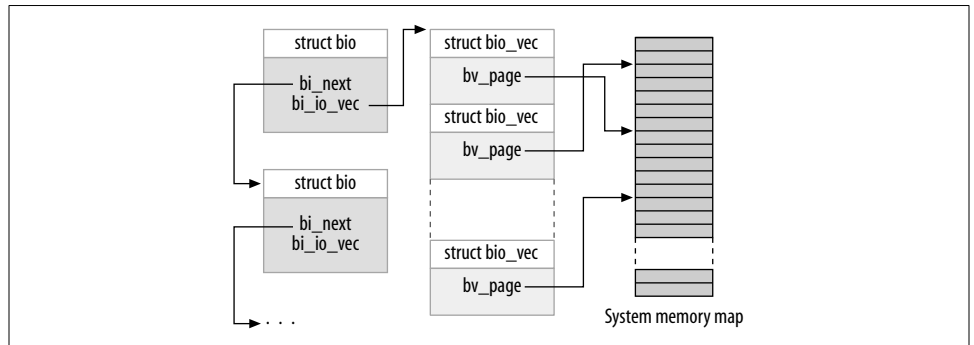 struct bio
bi_next
bi_io_vec
struct bio
bi_next
bi_io_vec
. . .
struct bio_vec
bv_page
struct bio_vec
bv_page
struct bio_vec
bv_page
System memory map